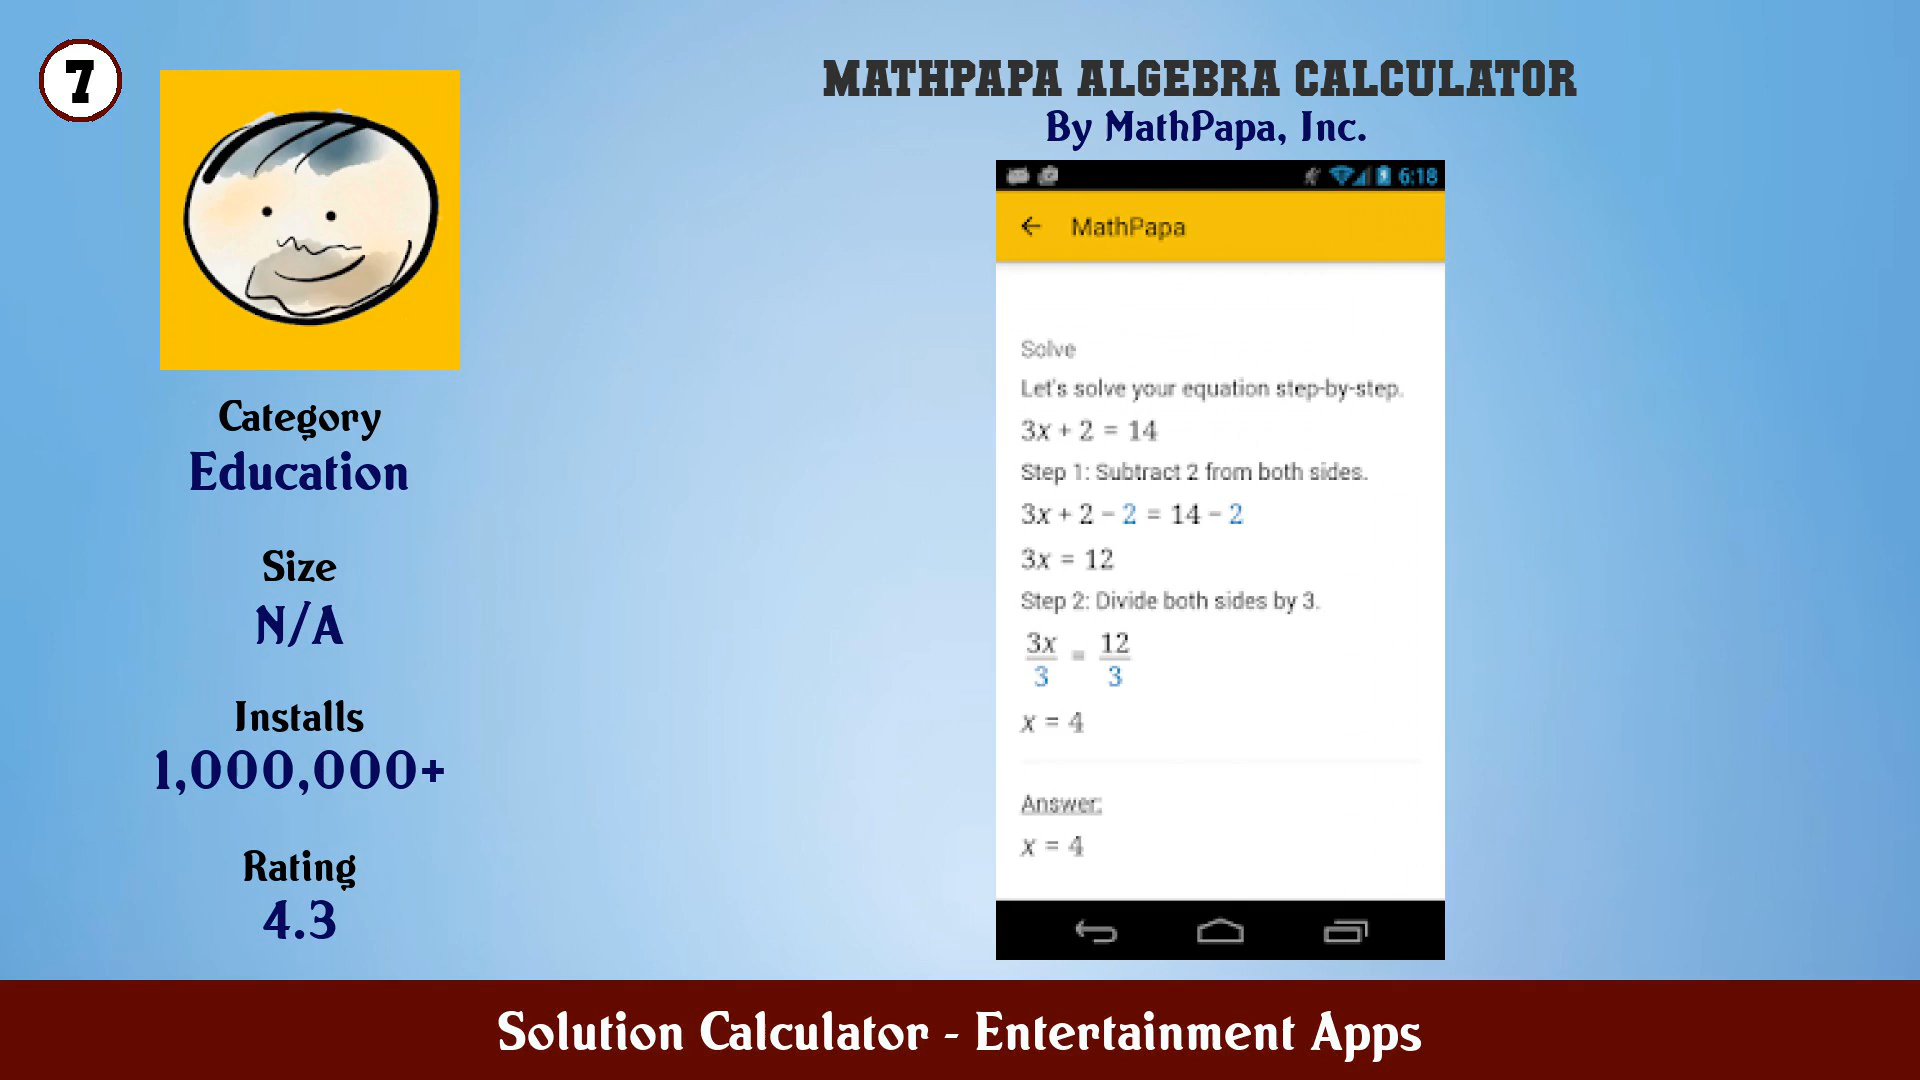 7
MATHPAPA ALGEBRA CALCULATOR
By MathPapa, Inc.
Category
Education
Size
N/A
Installs
1,000,000+
Rating
4.3
6:18
MathPapa
Solve
Let's solve your equation step-by-step.
3x + 2 = 14
Step 1: Subtract 2 from both sides.
3x + 2 − 2 = 14 − 2
3x = 12
Step 2: Divide both sides by 3.
3x/3 = 12/3
x = 4
Answer:
x = 4
Solution Calculator - Entertainment Apps